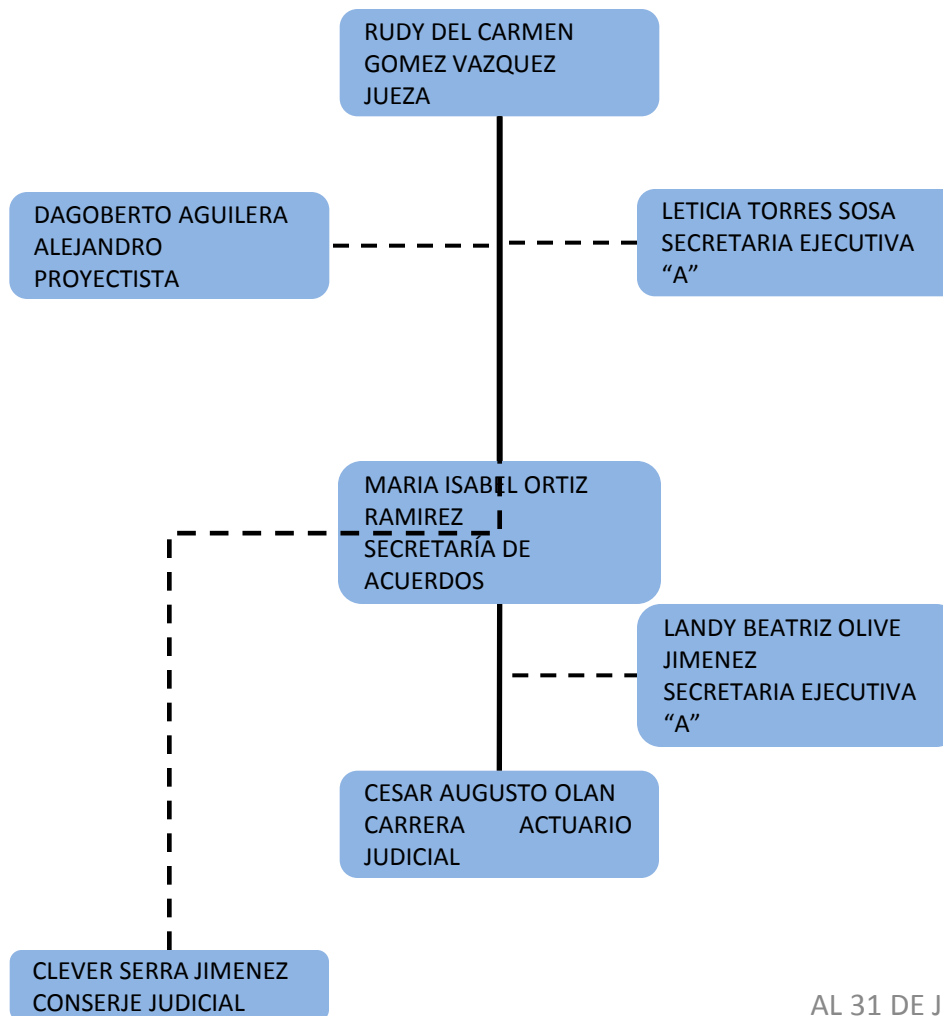 RUDY DEL CARMEN
GOMEZ VAZQUEZ
JUEZA
DAGOBERTO AGUILERA
ALEJANDRO
PROYECTISTA
LETICIA TORRES SOSA
SECRETARIA EJECUTIVA
“A”
MARIA ISABEL ORTIZ
RAMIREZ
SECRETARÍA DE
ACUERDOS
LANDY BEATRIZ OLIVE
JIMENEZ
SECRETARIA EJECUTIVA
“A”
CESAR AUGUSTO OLAN
CARRERA ACTUARIO
JUDICIAL
CLEVER SERRA JIMENEZ
CONSERJE JUDICIAL
AL 31 DE J